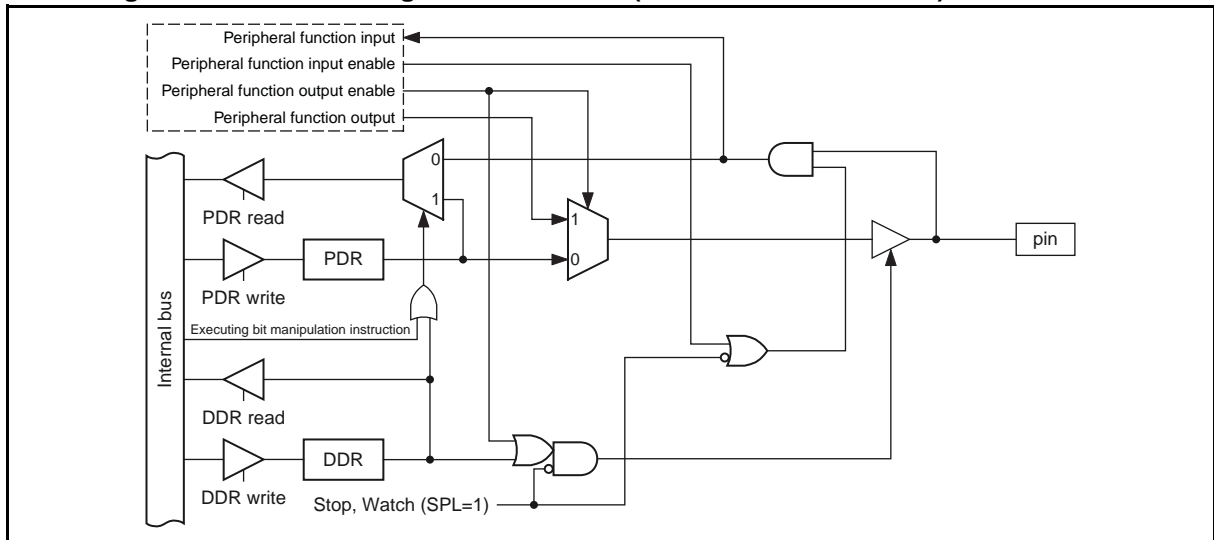 Peripheral function input
Peripheral function input enable
Peripheral function output enable
Peripheral function output
0
1
PDR read
1
pin
PDR
0
PDR write
Executing bit manipulation instruction
Internal bus
DDR read
DDR
DDR write
Stop, Watch (SPL=1)